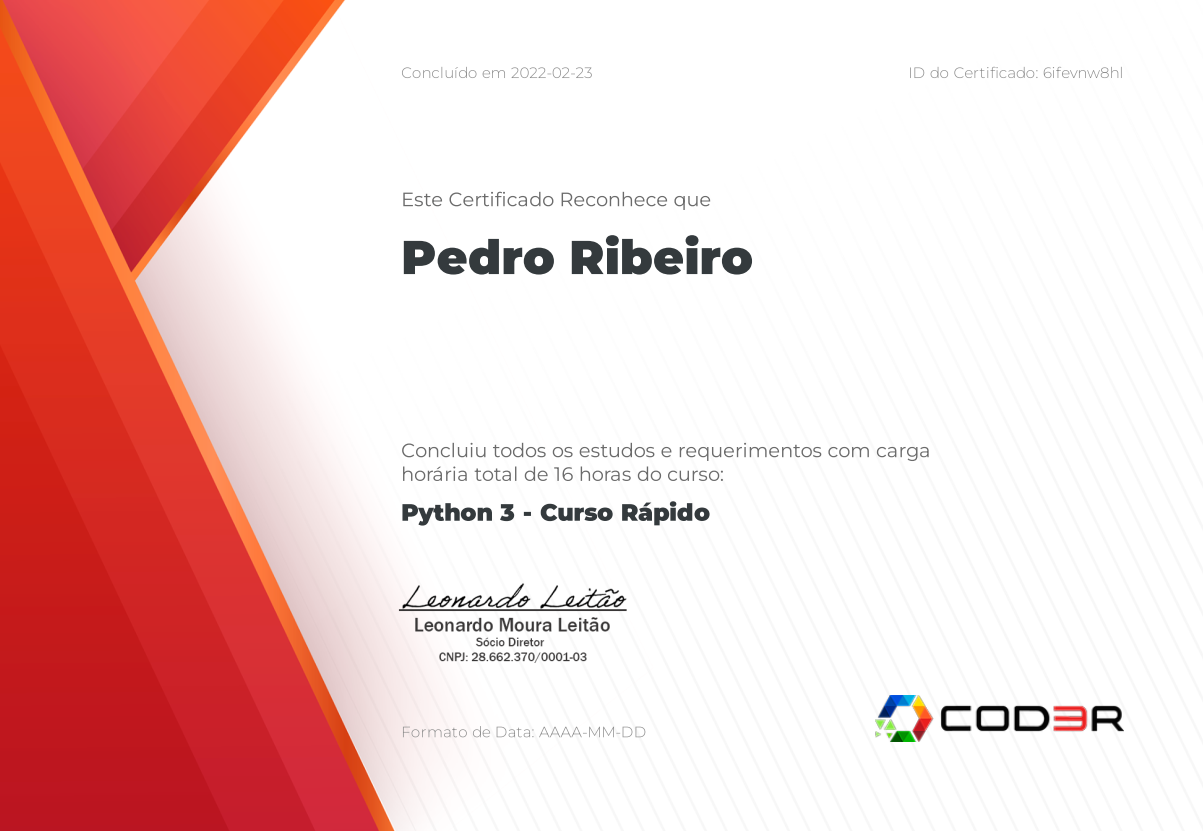 Concluído em 2022-02-23
ID do Certificado: 6ifevnw8hl
Este Certificado Reconhece que
Pedro Ribeiro
Concluiu todos os estudos e requerimentos com carga
horária total de 16 horas do curso:
Python 3 - Curso Rápido
Leonardo Leitão
Leonardo Moura Leitão
Sócio Diretor
CNPJ: 28.662.370/0001-03
Formato de Data: AAAA-MM-DD
COD3R